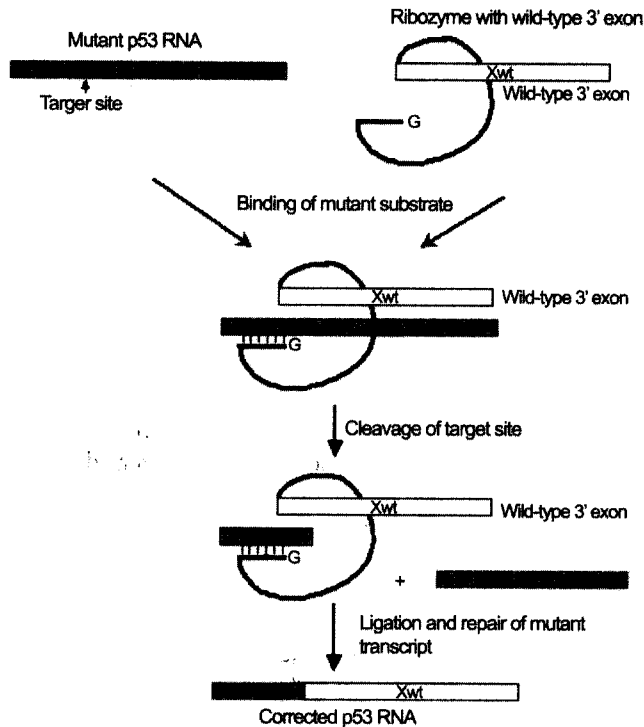 Mutant p53 RNA
Ribozyme with wild-type 3' exon
Xwt
Targer site
Wild-type 3' exon
G
Binding of mutant substrate
Xwt
Wild-type 3' exon
G
Cleavage of target site
Xwt
Wild-type 3' exon
G
+
Ligation and repair of mutant
transcript
Xwt
Corrected p53 RNA